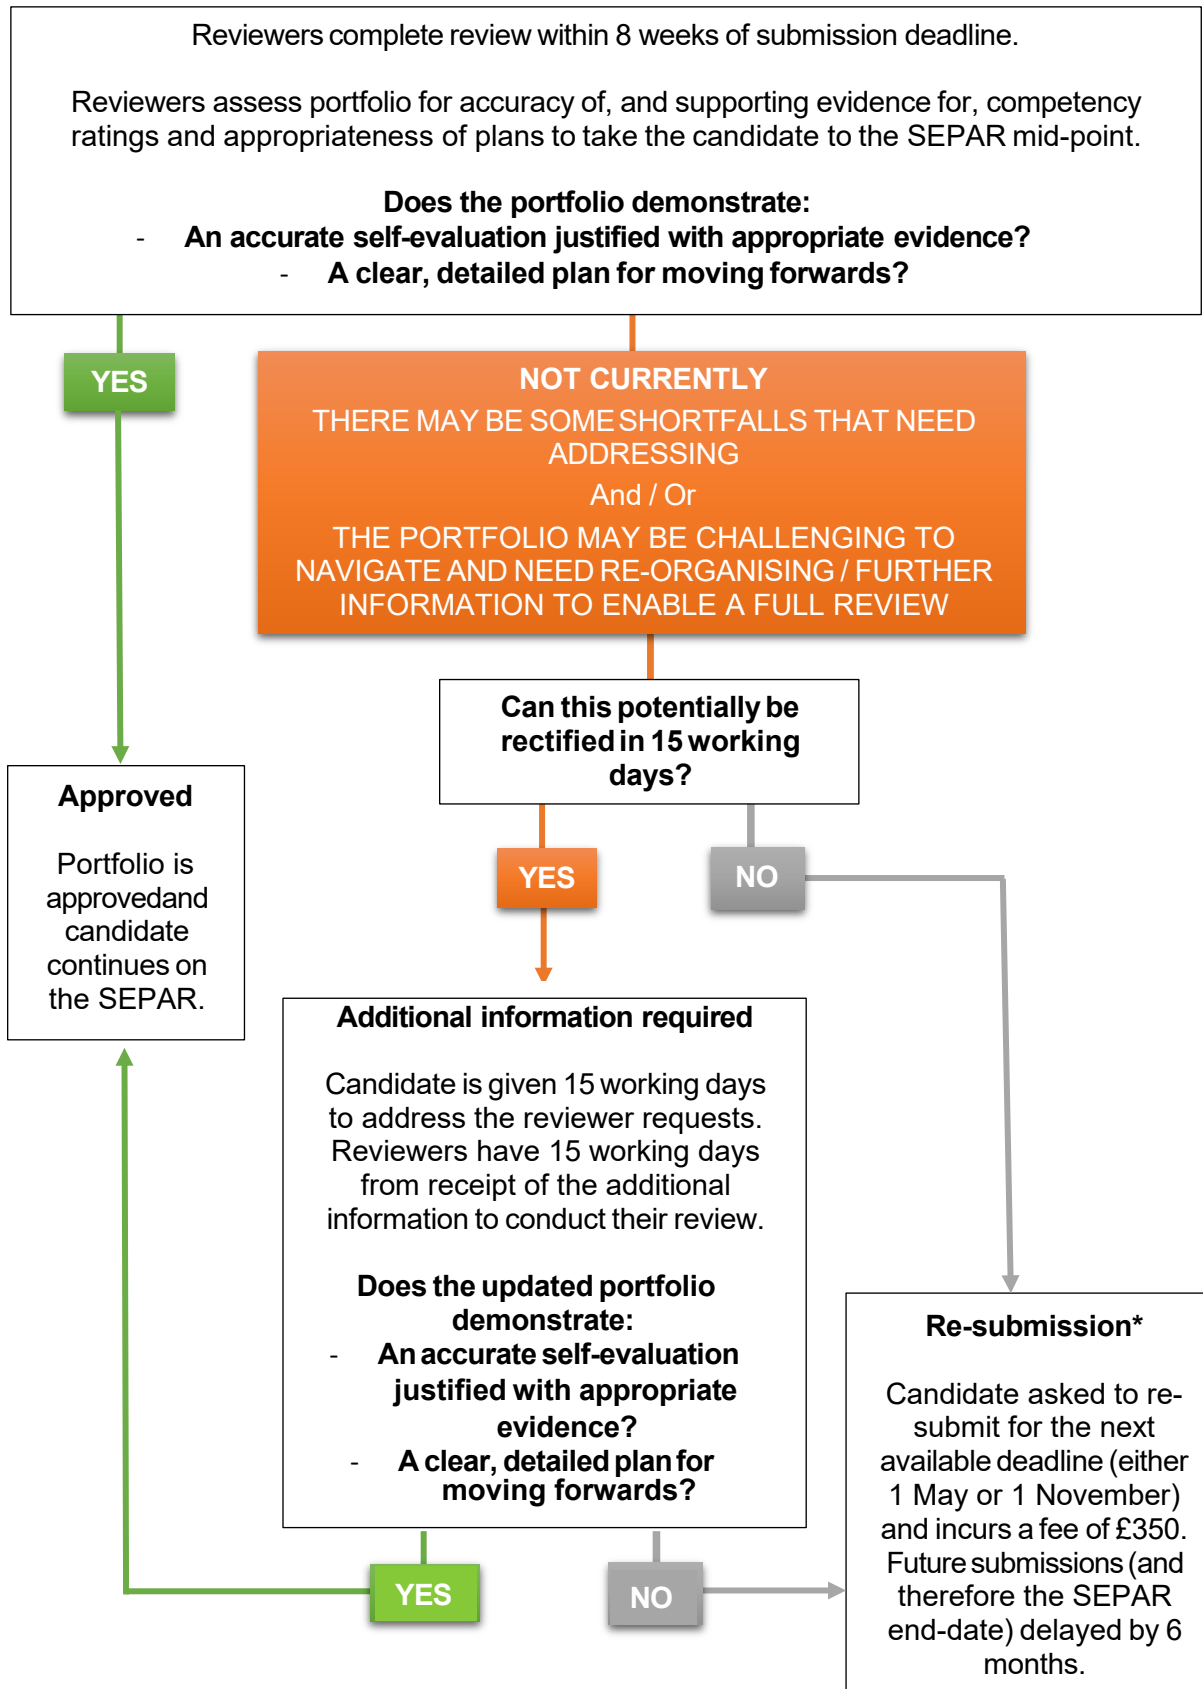 Reviewers complete review within 8 weeks of submission deadline.
Reviewers assess portfolio for accuracy of, and supporting evidence for, competency
ratings and appropriateness of plans to take the candidate to the SEPAR mid-point.
Does the portfolio demonstrate:
- An accurate self-evaluation justified with appropriate evidence?
- A clear, detailed plan for moving forwards?
YES
NOT CURRENTLY
THERE MAY BE SOME SHORTFALLS THAT NEED
ADDRESSING
And / Or
THE PORTFOLIO MAY BE CHALLENGING TO
NAVIGATE AND NEED RE-ORGANISING / FURTHER
INFORMATION TO ENABLE A FULL REVIEW
Can this potentially be
rectified in 15 working
days?
Approved
Portfolio is
approvedand
candidate
continues on
the SEPAR.
YES
NO
Additional information required
Candidate is given 15 working days
to address the reviewer requests.
Reviewers have 15 working days
from receipt of the additional
information to conduct their review.
Does the updated portfolio
demonstrate:
- An accurate self-evaluation
justified with appropriate
evidence?
- A clear, detailed plan for
moving forwards?
YES
NO
Re-submission*
Candidate asked to re-
submit for the next
available deadline (either
1 May or 1 November)
and incurs a fee of £350.
Future submissions (and
therefore the SEPAR
end-date) delayed by 6
months.